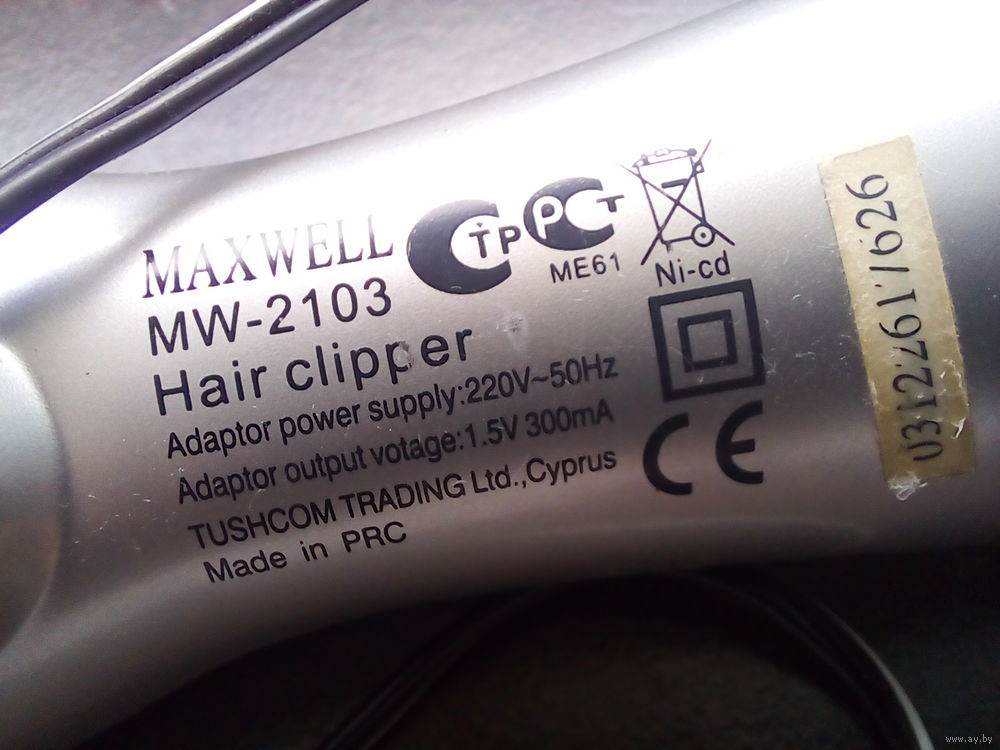 MAXWELL
MW-2103
Hair clipper
Adaptor power supply:220V~50Hz
Adaptor output votage:1.5V 300mA
TUSHCOM TRADING Ltd.,Cyprus
Made in PRC
ME61
Ni-cd
CE
www.ay.by